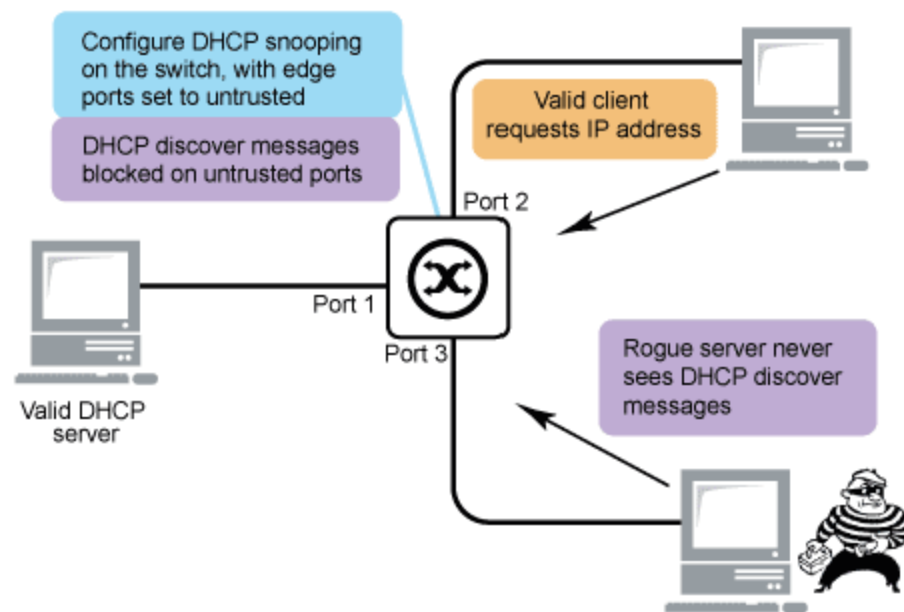 Configure DHCP snooping
on the switch, with edge
ports set to untrusted
DHCP discover messages
blocked on untrusted ports
Valid client
requests IP address
Port 2
Port 1
Port 3
Valid DHCP
server
Rogue server never
sees DHCP discover
messages